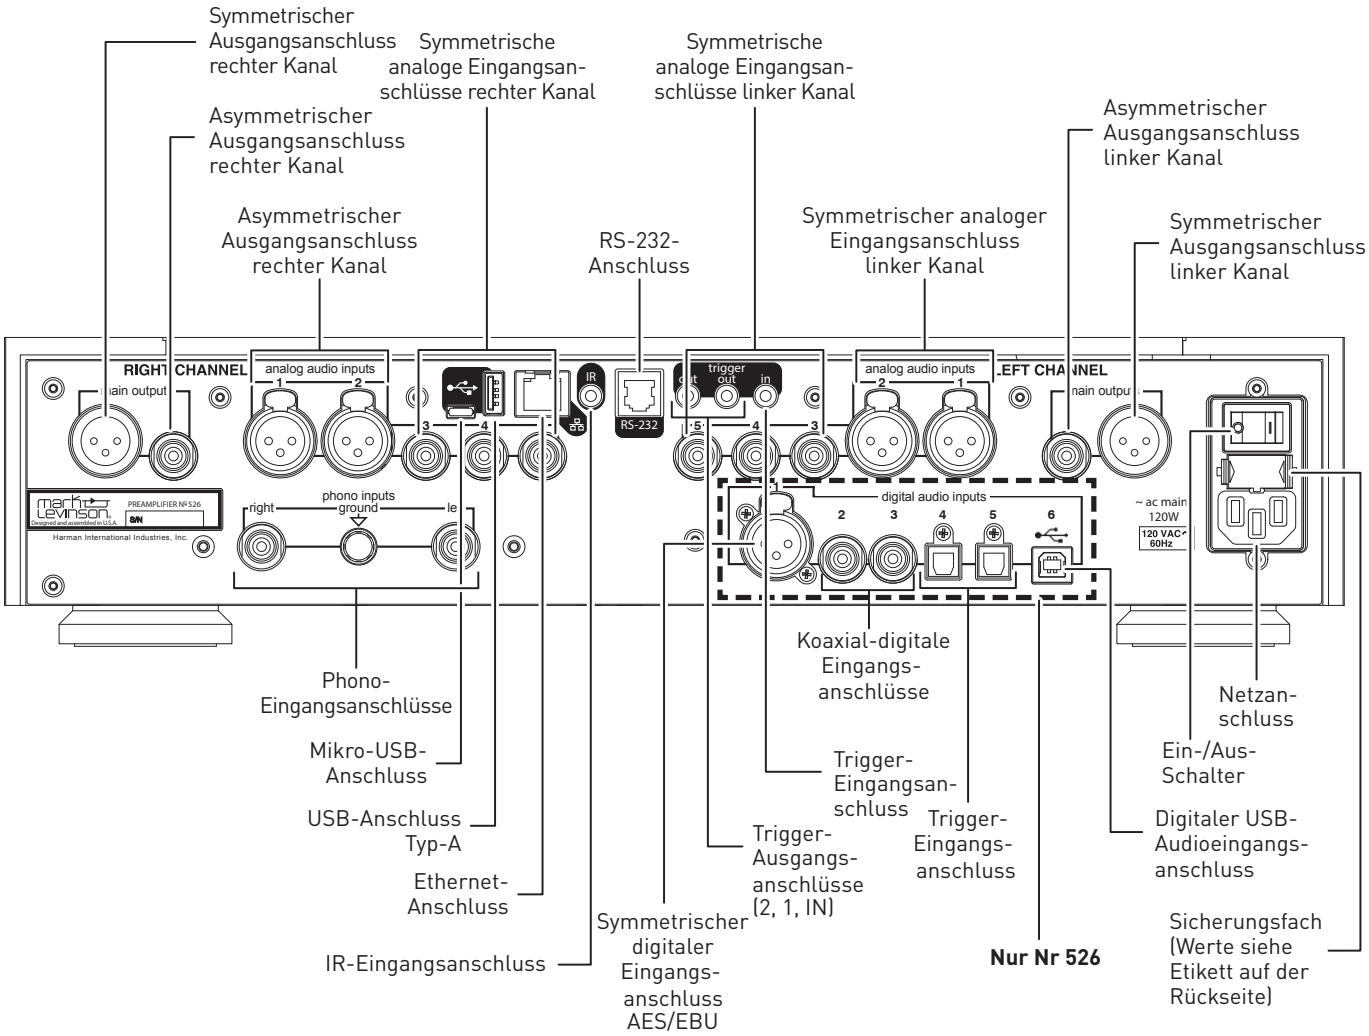 Symmetrischer
Ausgangsanschluss
rechter Kanal
Symmetrische
analoge Eingangsan-
schlüsse rechter Kanal
Symmetrische
analoge Eingangsan-
schlüsse linker Kanal
Asymmetrischer
Ausgangsanschluss
rechter Kanal
Asymmetrischer
Ausgangsanschluss
linker Kanal
Asymmetrischer
Ausgangsanschluss
rechter Kanal
RS-232-
Anschluss
Symmetrischer analoger
Eingangsanschluss
linker Kanal
Symmetrischer
Ausgangsanschluss
linker Kanal
RIGHT CHANNEL
main output
analog audio inputs
1 2
3 4
IR
RS-232
trigger
out out in
5 4 3
analog audio inputs
2 1
LEFT CHANNEL
main outputs
mark
Levinson®
Designed and assembled in U.S.A.
PREAMPLIFIER Nº 526
S/N
Harman International Industries, Inc.
phono inputs
right ground le
digital audio inputs
1 2 3 4 5 6
~ ac main
120W
120 VAC~
60Hz
Phono-
Eingangsanschlüsse
Mikro-USB-
Anschluss
USB-Anschluss
Typ-A
Ethernet-
Anschluss
IR-Eingangsanschluss
Koaxial-digitale
Eingangs-
anschlüsse
Trigger-
Eingangsan-
schluss
Trigger-
Ausgangs-
anschlüsse
(2, 1, IN)
Trigger-
Eingangs-
anschluss
Symmetrischer
digitaler
Eingangs-
anschluss
AES/EBU
Nur Nr 526
Netzan-
schluss
Ein-/Aus-
Schalter
Digitaler USB-
Audioeingangs-
anschluss
Sicherungsfach
(Werte siehe
Etikett auf der
Rückseite)